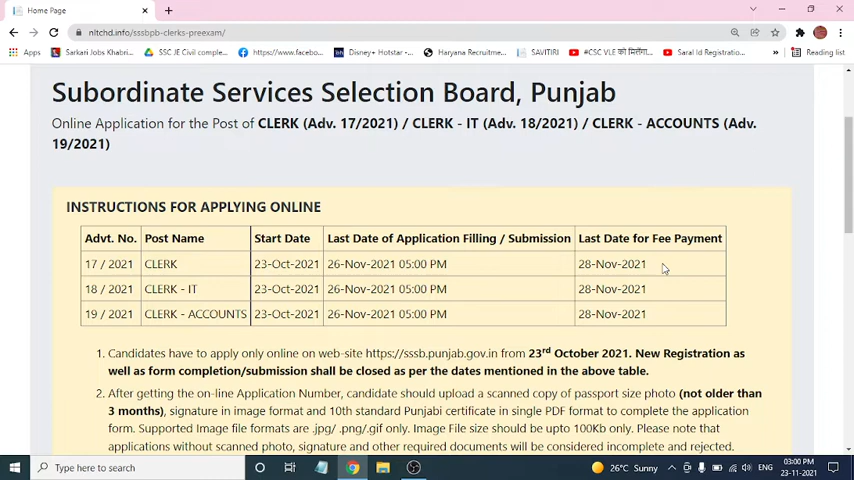 Home Page
nltchd.info/sssbpb-clerks-preexam/
Apps Sarkari Jobs Khabri... SSC JE Civil comple... https://www.facebo... Disney+ Hotstar -... Haryana Recruitme... SAVITIRI #CSC VLE को मिलेगी... Saral Id Registratio... » Reading list
Subordinate Services Selection Board, Punjab
Online Application for the Post of CLERK (Adv. 17/2021) / CLERK - IT (Adv. 18/2021) / CLERK - ACCOUNTS (Adv.
19/2021)
INSTRUCTIONS FOR APPLYING ONLINE
Advt. No. Post Name Start Date Last Date of Application Filling / Submission Last Date for Fee Payment
17 / 2021 CLERK 23-Oct-2021 26-Nov-2021 05:00 PM 28-Nov-2021
18 / 2021 CLERK - IT 23-Oct-2021 26-Nov-2021 05:00 PM 28-Nov-2021
19 / 2021 CLERK - ACCOUNTS 23-Oct-2021 26-Nov-2021 05:00 PM 28-Nov-2021
1. Candidates have to apply only online on web-site https://sssb.punjab.gov.in from 23rd October 2021. New Registration as
well as form completion/submission shall be closed as per the dates mentioned in the above table.
2. After getting the on-line Application Number, candidate should upload a scanned copy of passport size photo (not older than
3 months), signature in image format and 10th standard Punjabi certificate in single PDF format to complete the application
form. Supported Image file formats are .jpg/ .png/.gif only. Image File size should be upto 100Kb only. Please note that
applications without scanned photo, signature and other required documents will be considered incomplete and rejected.
Type here to search
26°C Sunny
ENG
03:00 PM
23-11-2021